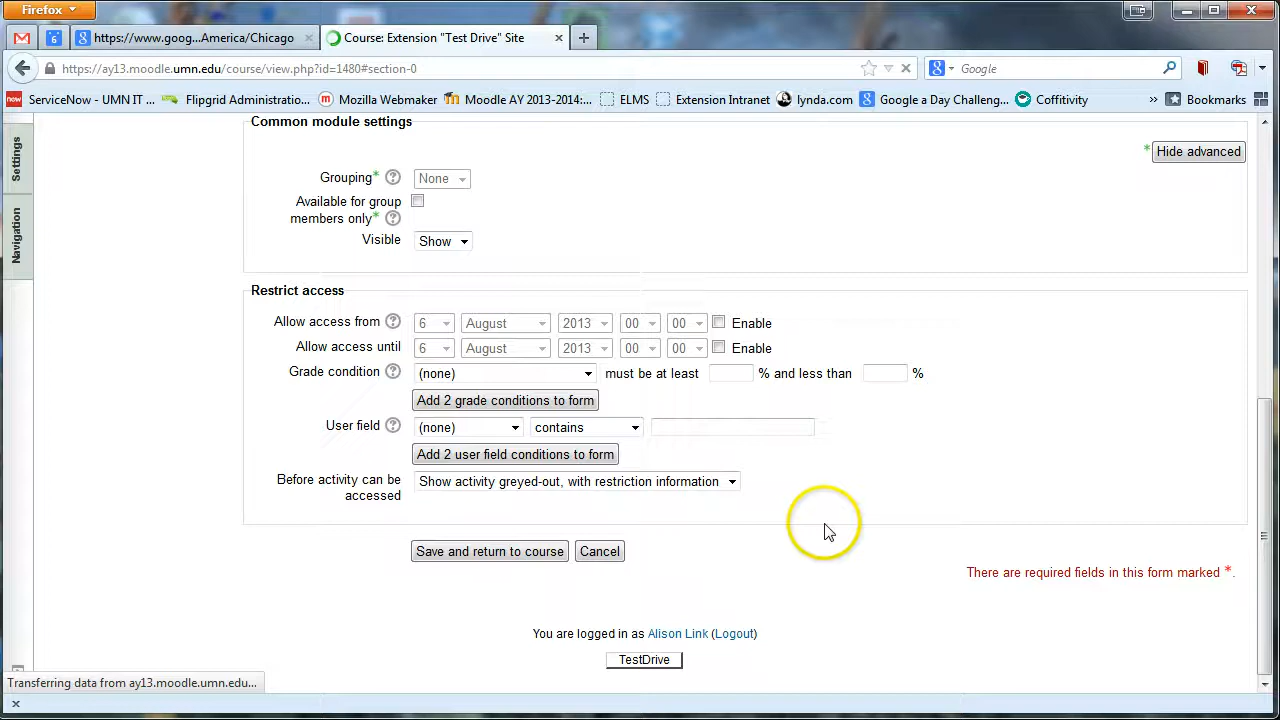 Firefox
6
https://www.goog...America/Chicago
Course: Extension "Test Drive" Site
https://ay13.moodle.umn.edu/course/view.php?id=1480#section-0
Google
now ServiceNow - UMN IT ...
Flipgrid Administratio...
Mozilla Webmaker
Moodle AY 2013-2014:...
ELMS
Extension Intranet
lynda.com
Google a Day Challeng...
Coffitivity
»
Bookmarks
Settings
Navigation
Common module settings
* Hide advanced
Grouping* None
Available for group
members only*
Visible Show
Restrict access
Allow access from 6 August 2013 00 00 Enable
Allow access until 6 August 2013 00 00 Enable
Grade condition (none) must be at least % and less than %
Add 2 grade conditions to form
User field (none) contains
Add 2 user field conditions to form
Before activity can be
accessed
Show activity greyed-out, with restriction information
Save and return to course Cancel
There are required fields in this form marked *.
You are logged in as Alison Link (Logout)
TestDrive
Transferring data from ay13.moodle.umn.edu...
x